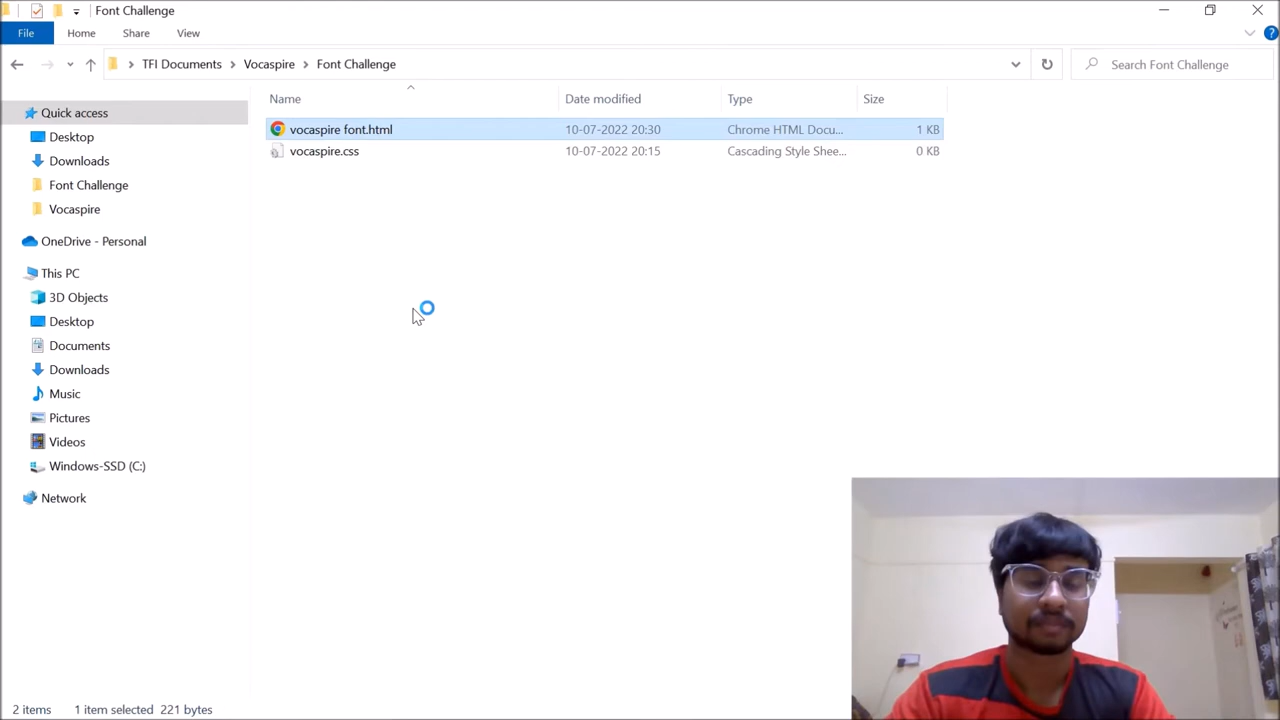 Font Challenge
File
Home
Share
View
TFI Documents
Vocaspire
Font Challenge
Search Font Challenge
Name
Date modified
Type
Size
vocaspire font.html
10-07-2022 20:30
Chrome HTML Docu...
1 KB
vocaspire.css
10-07-2022 20:15
Cascading Style Shee...
0 KB
Quick access
Desktop
Downloads
Font Challenge
Vocaspire
OneDrive - Personal
This PC
3D Objects
Desktop
Documents
Downloads
Music
Pictures
Videos
Windows-SSD (C:)
Network
2 items
1 item selected 221 bytes